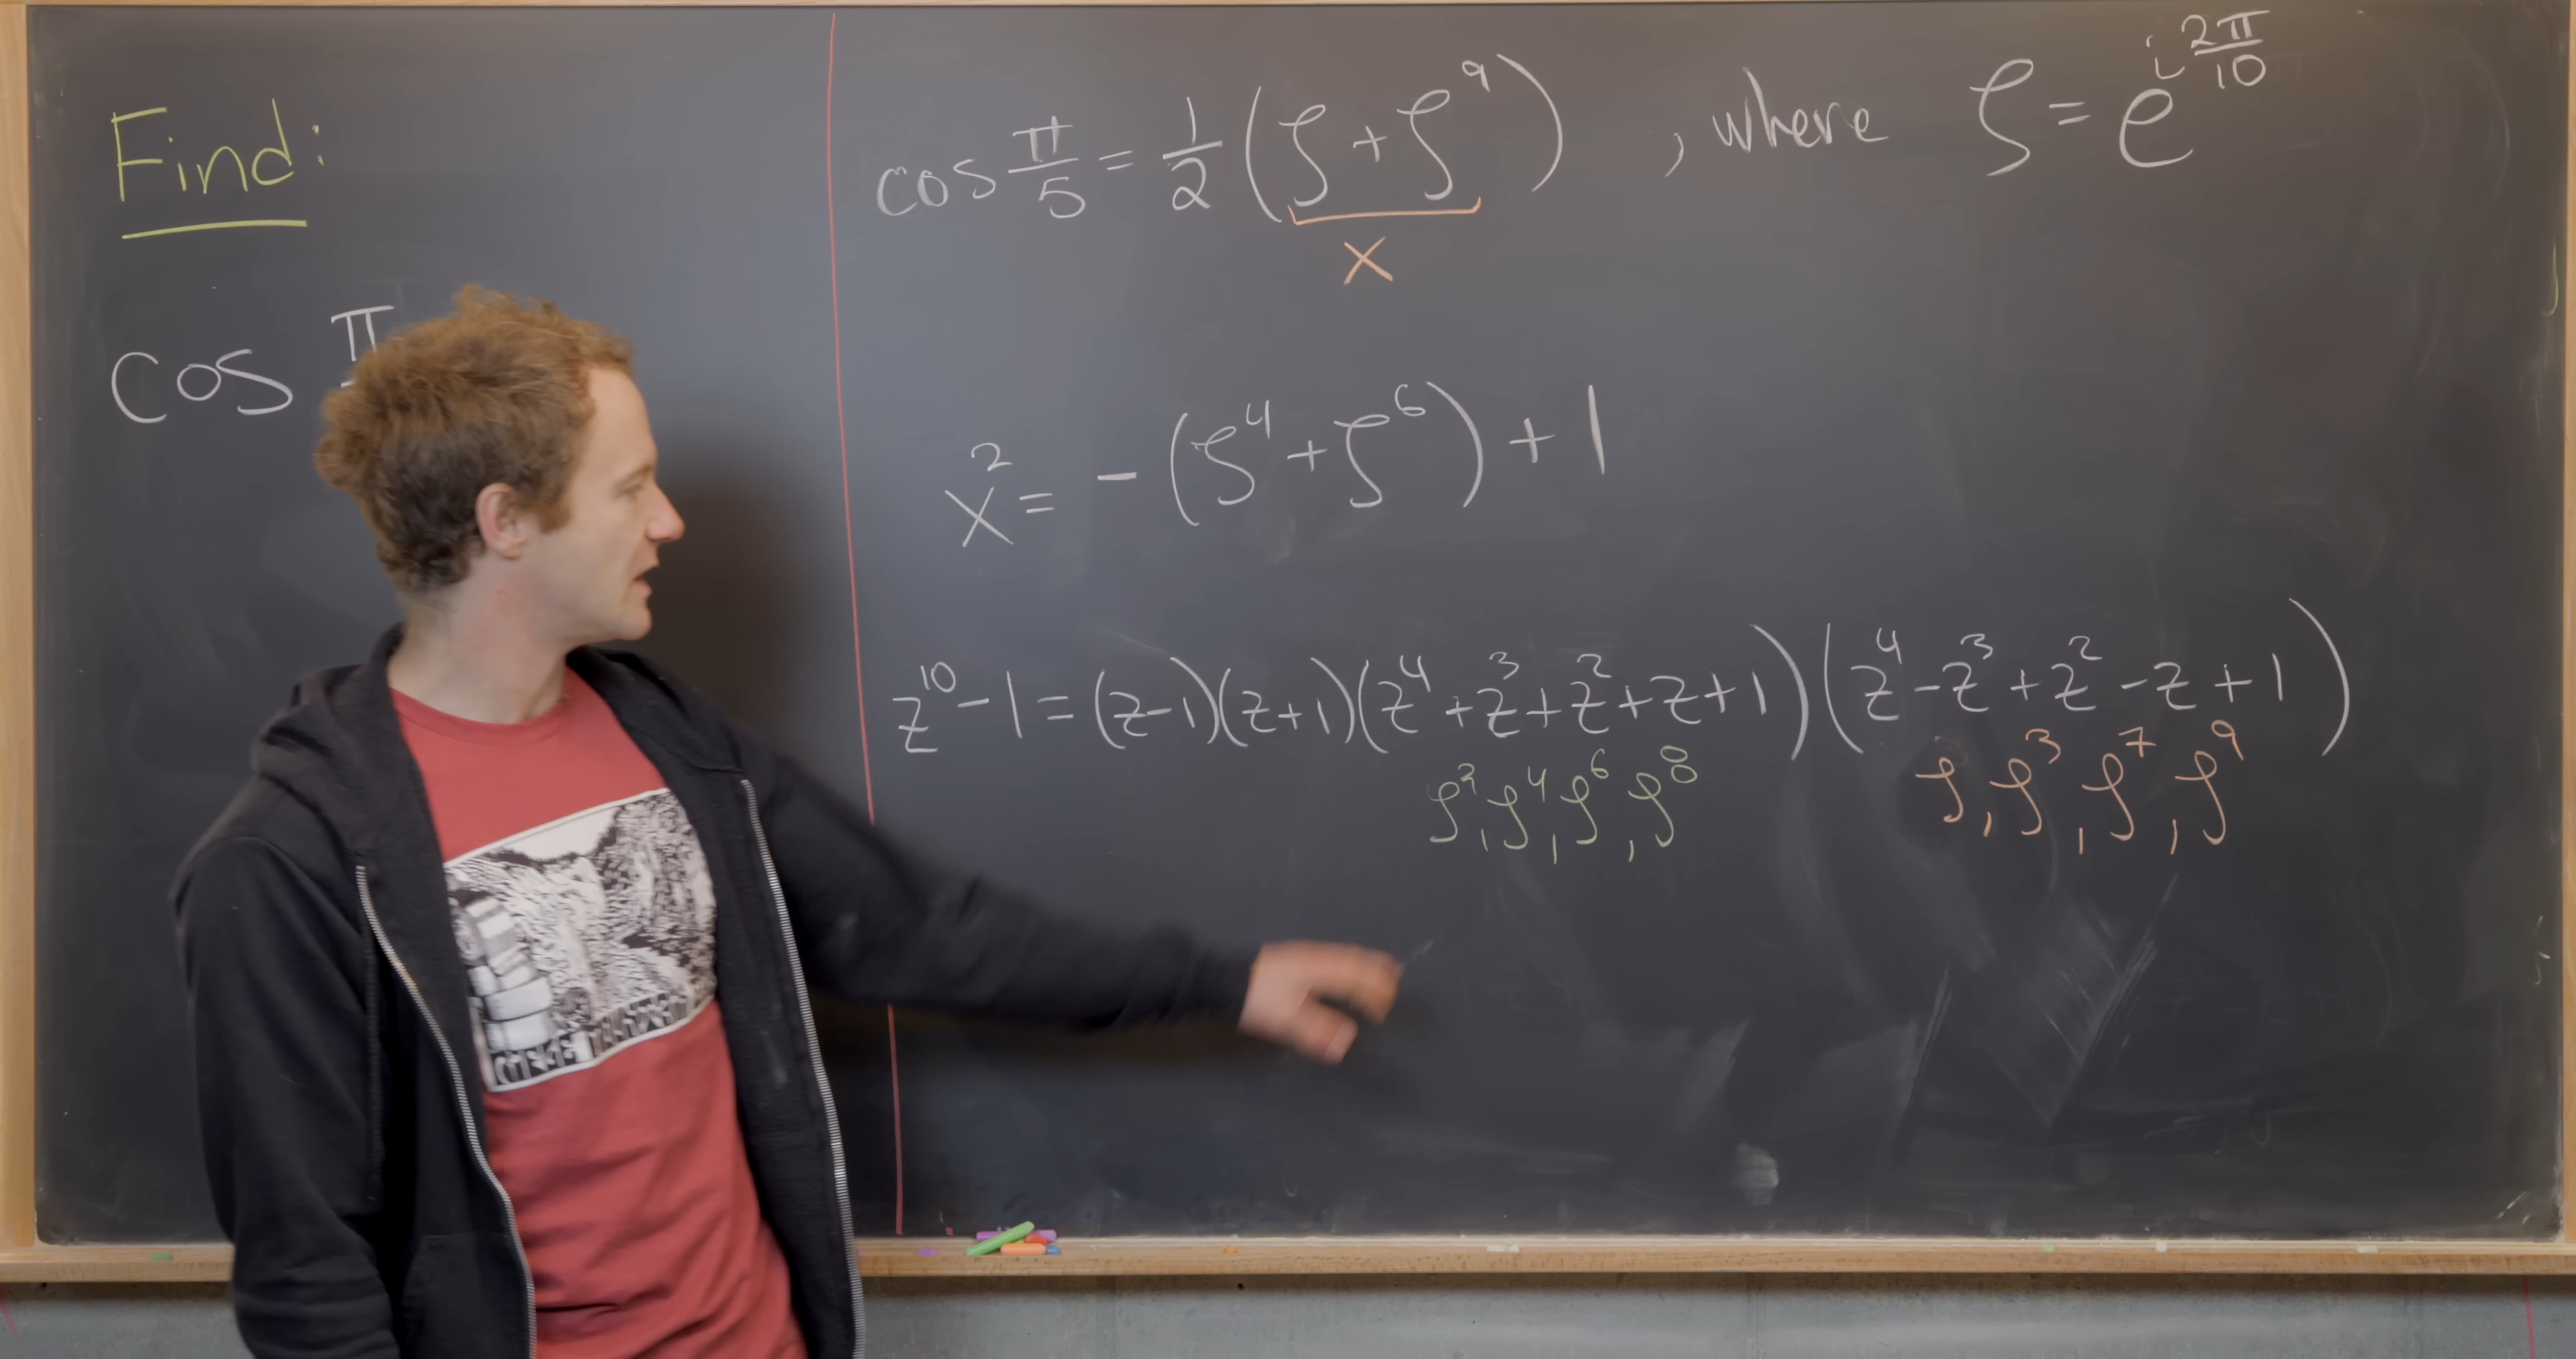 Find:
cos π
cos π/5 = 1/2 (ζ + ζ⁹), where ζ = e^(i 2π/10)
x
x² = -(ζ⁴ + ζ⁶) + 1
z¹⁰ - 1 = (z-1)(z+1)(z⁴ + z³ + z² + z + 1)(z⁴ - z³ + z² - z + 1)
ζ², ζ⁴, ζ⁶, ζ⁸ ζ, ζ³, ζ⁷, ζ⁹